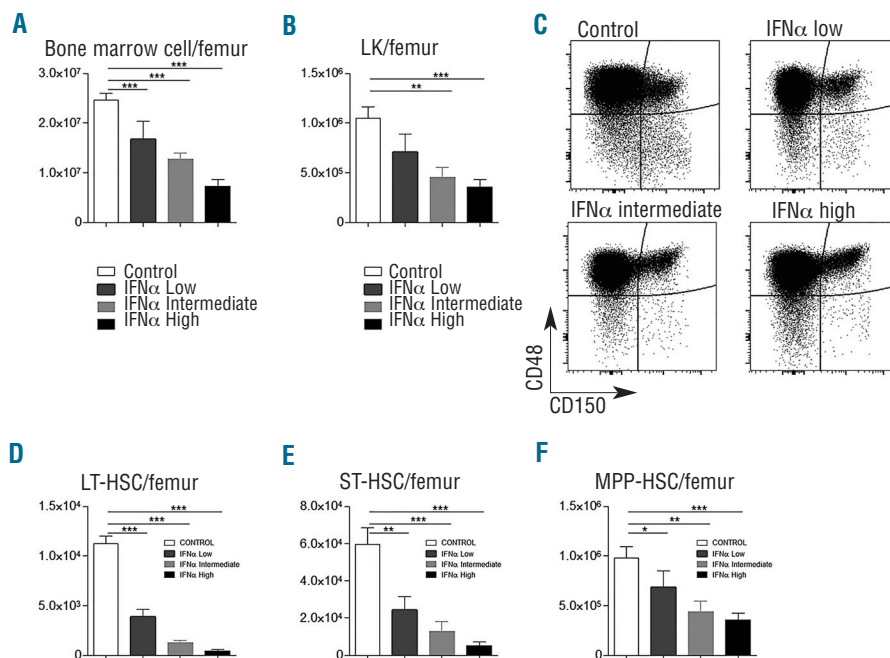 A
Bone marrow cell/femur
3.0x10⁷
2.0x10⁷
1.0x10⁷
0
***
***
***
Control
IFNα Low
IFNα Intermediate
IFNα High
B
LK/femur
1.5x10⁶
1.0x10⁶
5.0x10⁵
0
***
**
Control
IFNα Low
IFNα Intermediate
IFNα High
C
Control
IFNα low
IFNα intermediate
IFNα high
CD48
CD150
D
LT-HSC/femur
1.5x10⁴
1.0x10⁴
5.0x10³
0
***
***
***
CONTROL
IFNα Low
IFNα Intermediate
IFNα High
E
ST-HSC/femur
8.0x10⁴
6.0x10⁴
4.0x10⁴
2.0x10⁴
0
***
***
**
CONTROL
IFNα Low
IFNα Intermediate
IFNα High
F
MPP-HSC/femur
1.5x10⁶
1.0x10⁶
5.0x10⁵
0
***
**
*
CONTROL
IFNα Low
IFNα Intermediate
IFNα High